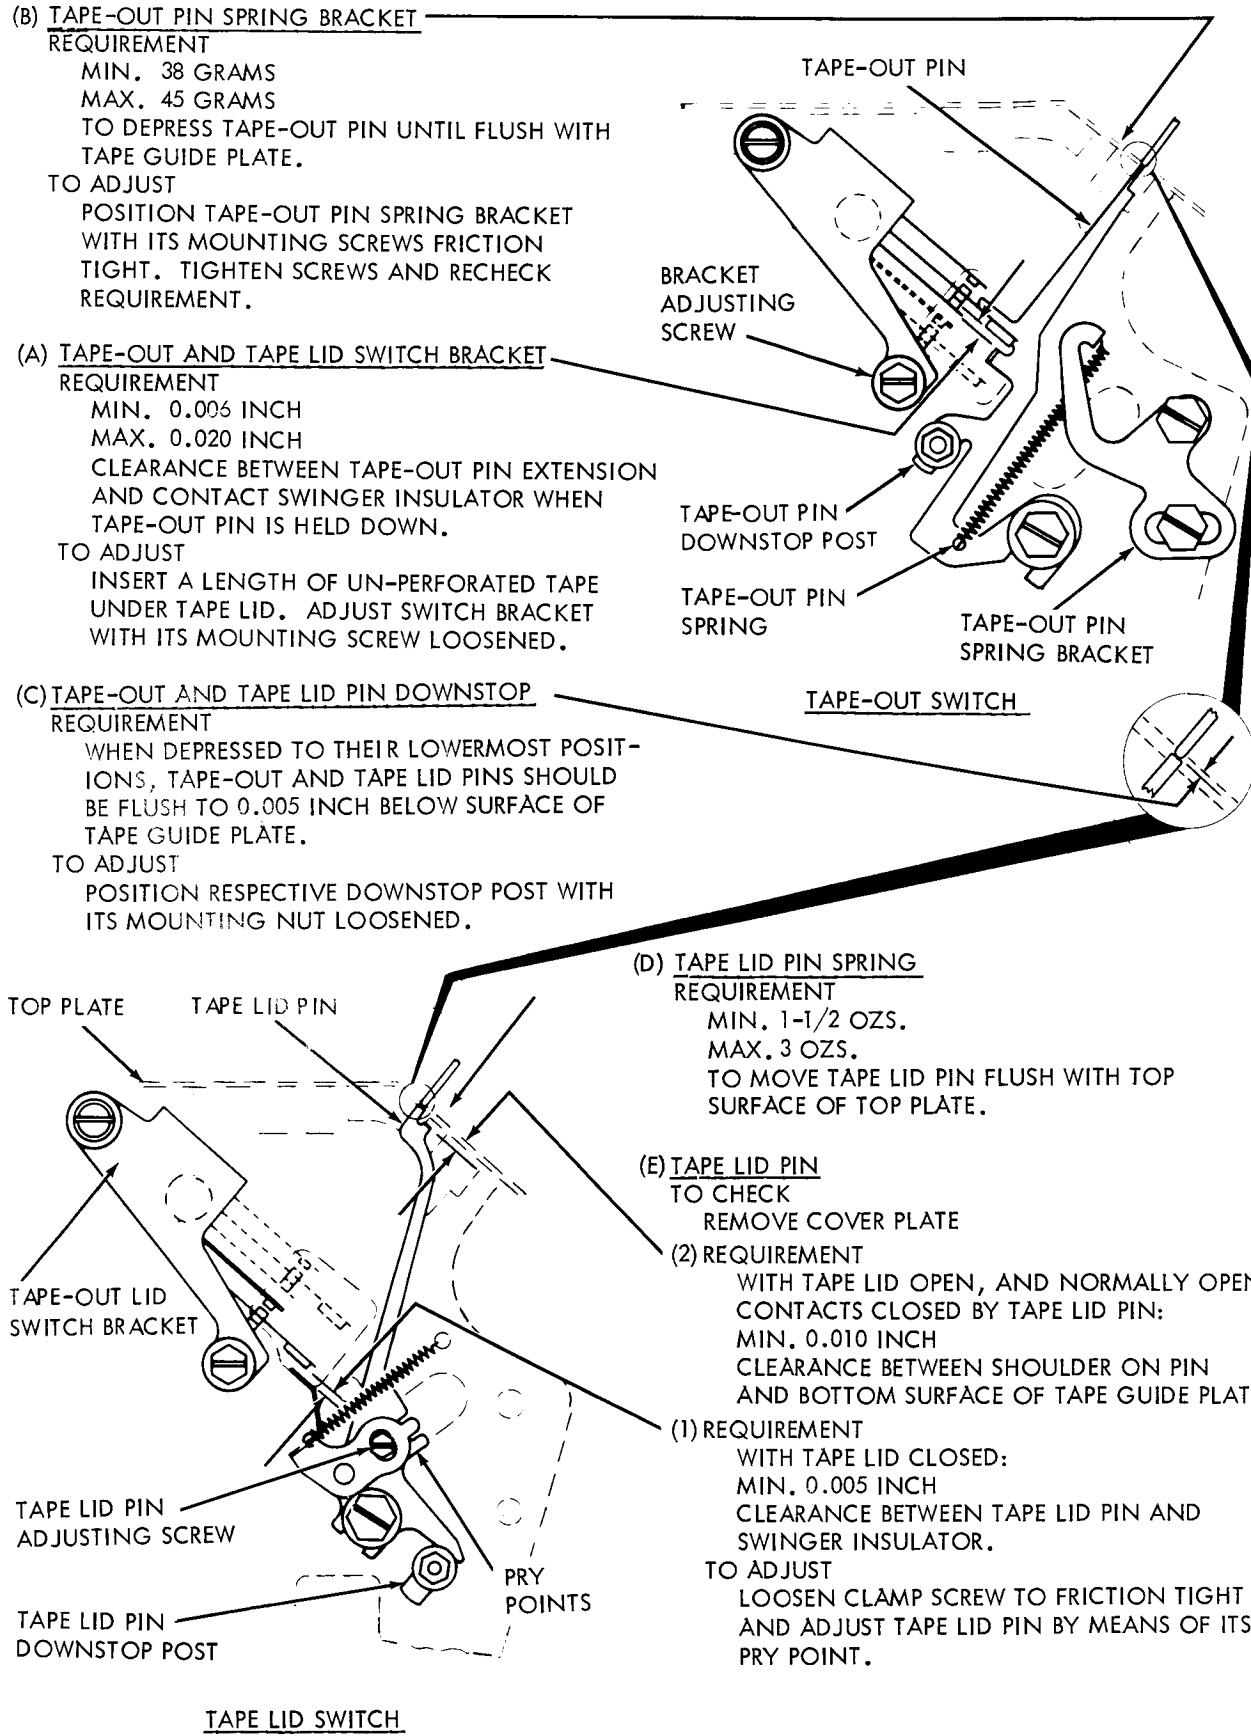 (B) TAPE-OUT PIN SPRING BRACKET
REQUIREMENT
MIN. 38 GRAMS
MAX. 45 GRAMS
TO DEPRESS TAPE-OUT PIN UNTIL FLUSH WITH
TAPE GUIDE PLATE.
TO ADJUST
POSITION TAPE-OUT PIN SPRING BRACKET
WITH ITS MOUNTING SCREWS FRICTION
TIGHT. TIGHTEN SCREWS AND RECHECK
REQUIREMENT.
(A) TAPE-OUT AND TAPE LID SWITCH BRACKET
REQUIREMENT
MIN. 0.006 INCH
MAX. 0.020 INCH
CLEARANCE BETWEEN TAPE-OUT PIN EXTENSION
AND CONTACT SWINGER INSULATOR WHEN
TAPE-OUT PIN IS HELD DOWN.
TO ADJUST
INSERT A LENGTH OF UN-PERFORATED TAPE
UNDER TAPE LID. ADJUST SWITCH BRACKET
WITH ITS MOUNTING SCREW LOOSENED.
(C) TAPE-OUT AND TAPE LID PIN DOWNSTOP
REQUIREMENT
WHEN DEPRESSED TO THEIR LOWERMOST POSIT-
IONS, TAPE-OUT AND TAPE LID PINS SHOULD
BE FLUSH TO 0.005 INCH BELOW SURFACE OF
TAPE GUIDE PLATE.
TO ADJUST
POSITION RESPECTIVE DOWNSTOP POST WITH
ITS MOUNTING NUT LOOSENED.
TAPE-OUT PIN
BRACKET
ADJUSTING
SCREW
TAPE-OUT PIN
DOWNSTOP POST
TAPE-OUT PIN
SPRING
TAPE-OUT PIN
SPRING BRACKET
TAPE-OUT SWITCH
TOP PLATE
TAPE LID PIN
TAPE-OUT LID
SWITCH BRACKET
TAPE LID PIN
ADJUSTING SCREW
TAPE LID PIN
DOWNSTOP POST
PRY
POINTS
TAPE LID SWITCH
(D) TAPE LID PIN SPRING
REQUIREMENT
MIN. 1-1/2 OZS.
MAX. 3 OZS.
TO MOVE TAPE LID PIN FLUSH WITH TOP
SURFACE OF TOP PLATE.
(E) TAPE LID PIN
TO CHECK
REMOVE COVER PLATE
(2) REQUIREMENT
WITH TAPE LID OPEN, AND NORMALLY OPEN
CONTACTS CLOSED BY TAPE LID PIN:
MIN. 0.010 INCH
CLEARANCE BETWEEN SHOULDER ON PIN
AND BOTTOM SURFACE OF TAPE GUIDE PLAT
(1) REQUIREMENT
WITH TAPE LID CLOSED:
MIN. 0.005 INCH
CLEARANCE BETWEEN TAPE LID PIN AND
SWINGER INSULATOR.
TO ADJUST
LOOSEN CLAMP SCREW TO FRICTION TIGHT
AND ADJUST TAPE LID PIN BY MEANS OF ITS
PRY POINT.